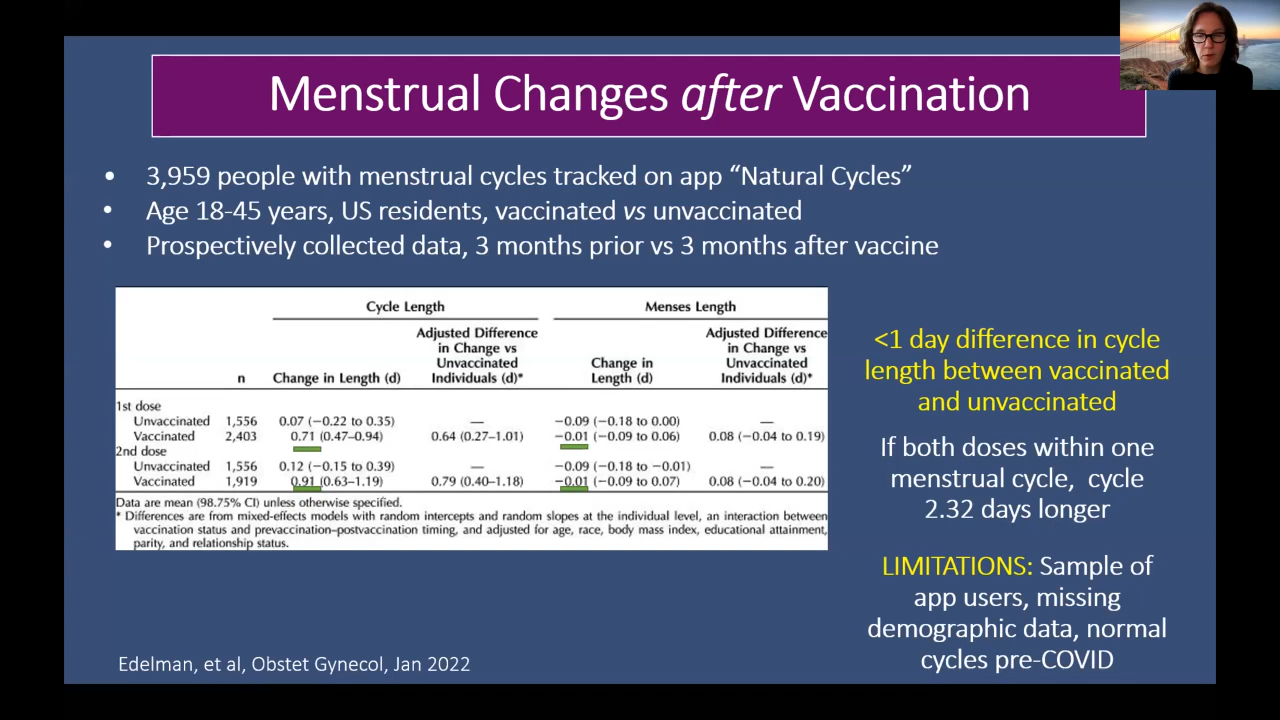 Menstrual Changes after Vaccination
• 3,959 people with menstrual cycles tracked on app “Natural Cycles”
• Age 18-45 years, US residents, vaccinated vs unvaccinated
• Prospectively collected data, 3 months prior vs 3 months after vaccine
Cycle Length Menses Length
Adjusted Difference Adjusted Difference
in Change vs in Change vs
Unvaccinated Change in Unvaccinated
n Change in Length (d) Individuals (d)* Length (d) Individuals (d)*
1st dose
Unvaccinated 1,556 0.07 (−0.22 to 0.35) — −0.09 (−0.18 to 0.00) —
Vaccinated 2,403 0.71 (0.47–0.94) 0.64 (0.27–1.01) −0.01 (−0.09 to 0.06) 0.08 (−0.04 to 0.19)
2nd dose
Unvaccinated 1,556 0.12 (−0.15 to 0.39) — −0.09 (−0.18 to −0.01) —
Vaccinated 1,919 0.91 (0.63–1.19) 0.79 (0.40–1.18) −0.01 (−0.09 to 0.07) 0.08 (−0.04 to 0.20)
Data are mean (98.75% CI) unless otherwise specified.
* Differences are from mixed-effects models with random intercepts and random slopes at the individual level, an interaction between
vaccination status and prevaccination–postvaccination timing, and adjusted for age, race, body mass index, educational attainment,
parity, and relationship status.
<1 day difference in cycle
length between vaccinated
and unvaccinated
If both doses within one
menstrual cycle, cycle
2.32 days longer
LIMITATIONS: Sample of
app users, missing
demographic data, normal
cycles pre-COVID
Edelman, et al, Obstet Gynecol, Jan 2022